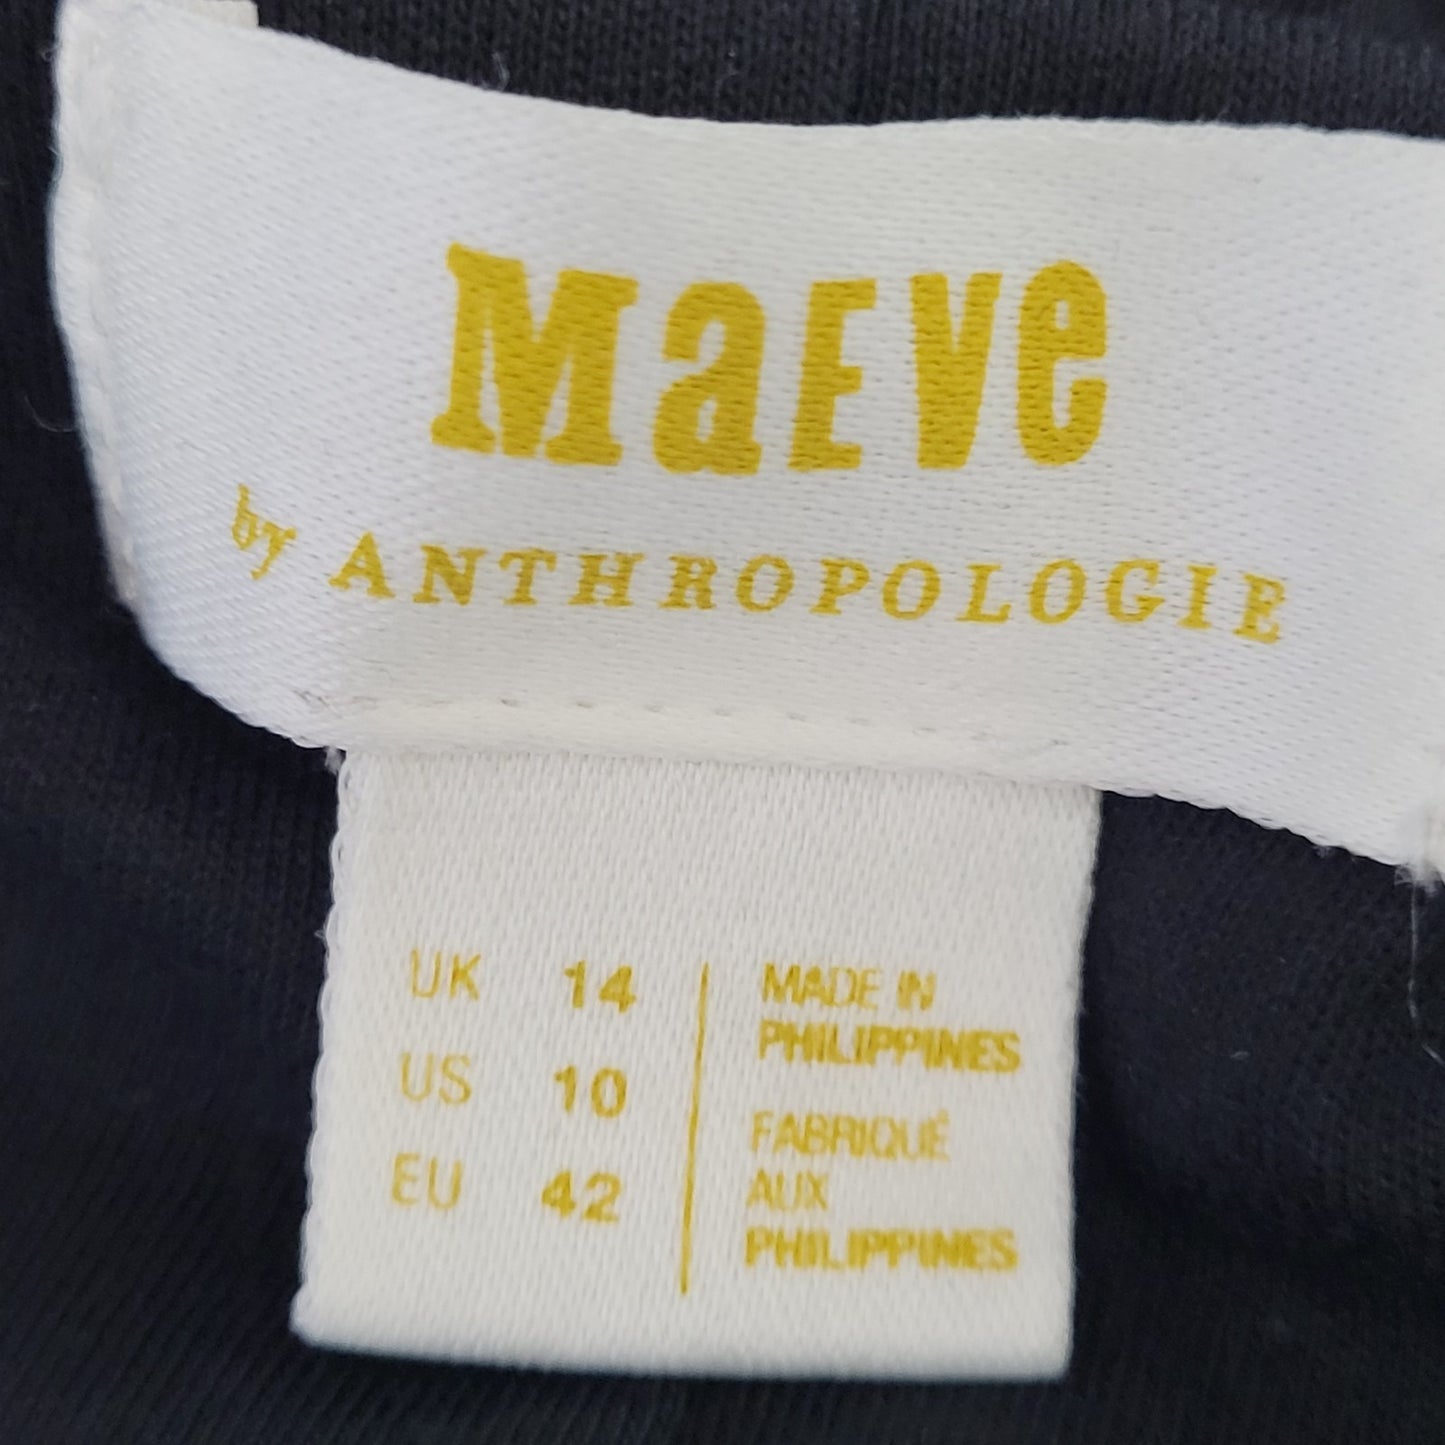 MaEVe
by ANTHROPOLOGIE
UK 14
US 10
EU 42
MADE IN
PHILIPPINES
FABRIQUÉ
AUX
PHILIPPINES